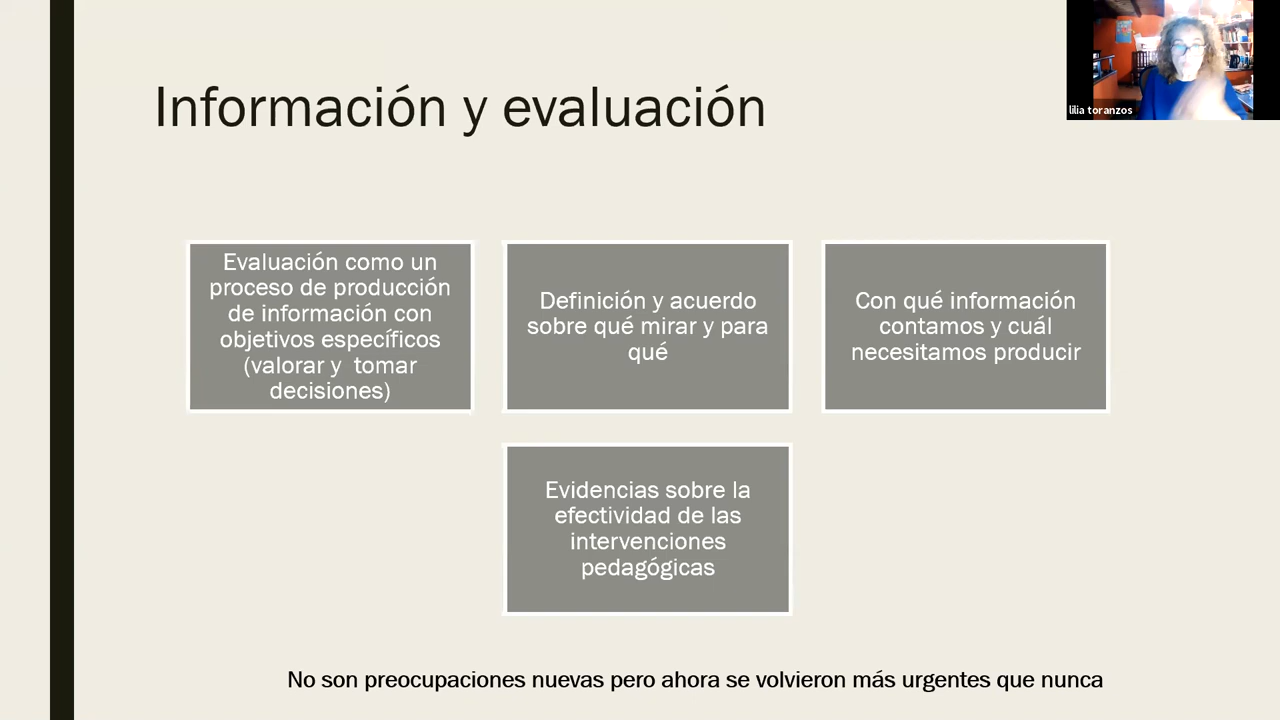 Información y evaluación
lilia toranzos
Evaluación como un
proceso de producción
de información con
objetivos específicos
(valorar y tomar
decisiones)
Definición y acuerdo
sobre qué mirar y para
qué
Con qué información
contamos y cuál
necesitamos producir
Evidencias sobre la
efectividad de las
intervenciones
pedagógicas
No son preocupaciones nuevas pero ahora se volvieron más urgentes que nunca